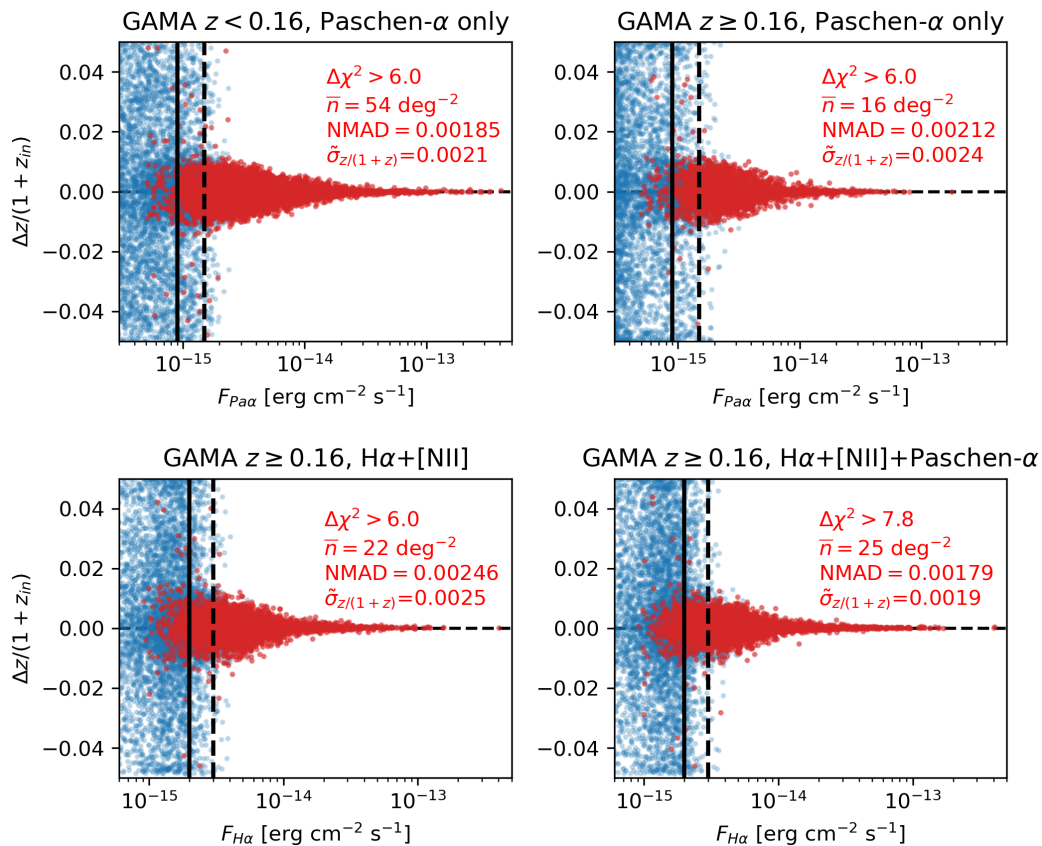 GAMA z < 0.16, Paschen-α only
Δz/(1 + z_in)
0.04
0.02
0.00
−0.02
−0.04
Δχ² > 6.0
n̅ = 54 deg⁻²
NMAD = 0.00185
σ̃_z/(1+z)=0.0021
10⁻¹⁵
10⁻¹⁴
10⁻¹³
F_Paα [erg cm⁻² s⁻¹]
GAMA z ≥ 0.16, Paschen-α only
0.04
0.02
0.00
−0.02
−0.04
Δχ² > 6.0
n̅ = 16 deg⁻²
NMAD = 0.00212
σ̃_z/(1+z)=0.0024
10⁻¹⁵
10⁻¹⁴
10⁻¹³
F_Paα [erg cm⁻² s⁻¹]
GAMA z ≥ 0.16, Hα+[NII]
Δz/(1 + z_in)
0.04
0.02
0.00
−0.02
−0.04
Δχ² > 6.0
n̅ = 22 deg⁻²
NMAD = 0.00246
σ̃_z/(1+z)=0.0025
10⁻¹⁵
10⁻¹⁴
10⁻¹³
F_Hα [erg cm⁻² s⁻¹]
GAMA z ≥ 0.16, Hα+[NII]+Paschen-α
0.04
0.02
0.00
−0.02
−0.04
Δχ² > 7.8
n̅ = 25 deg⁻²
NMAD = 0.00179
σ̃_z/(1+z)=0.0019
10⁻¹⁵
10⁻¹⁴
10⁻¹³
F_Hα [erg cm⁻² s⁻¹]